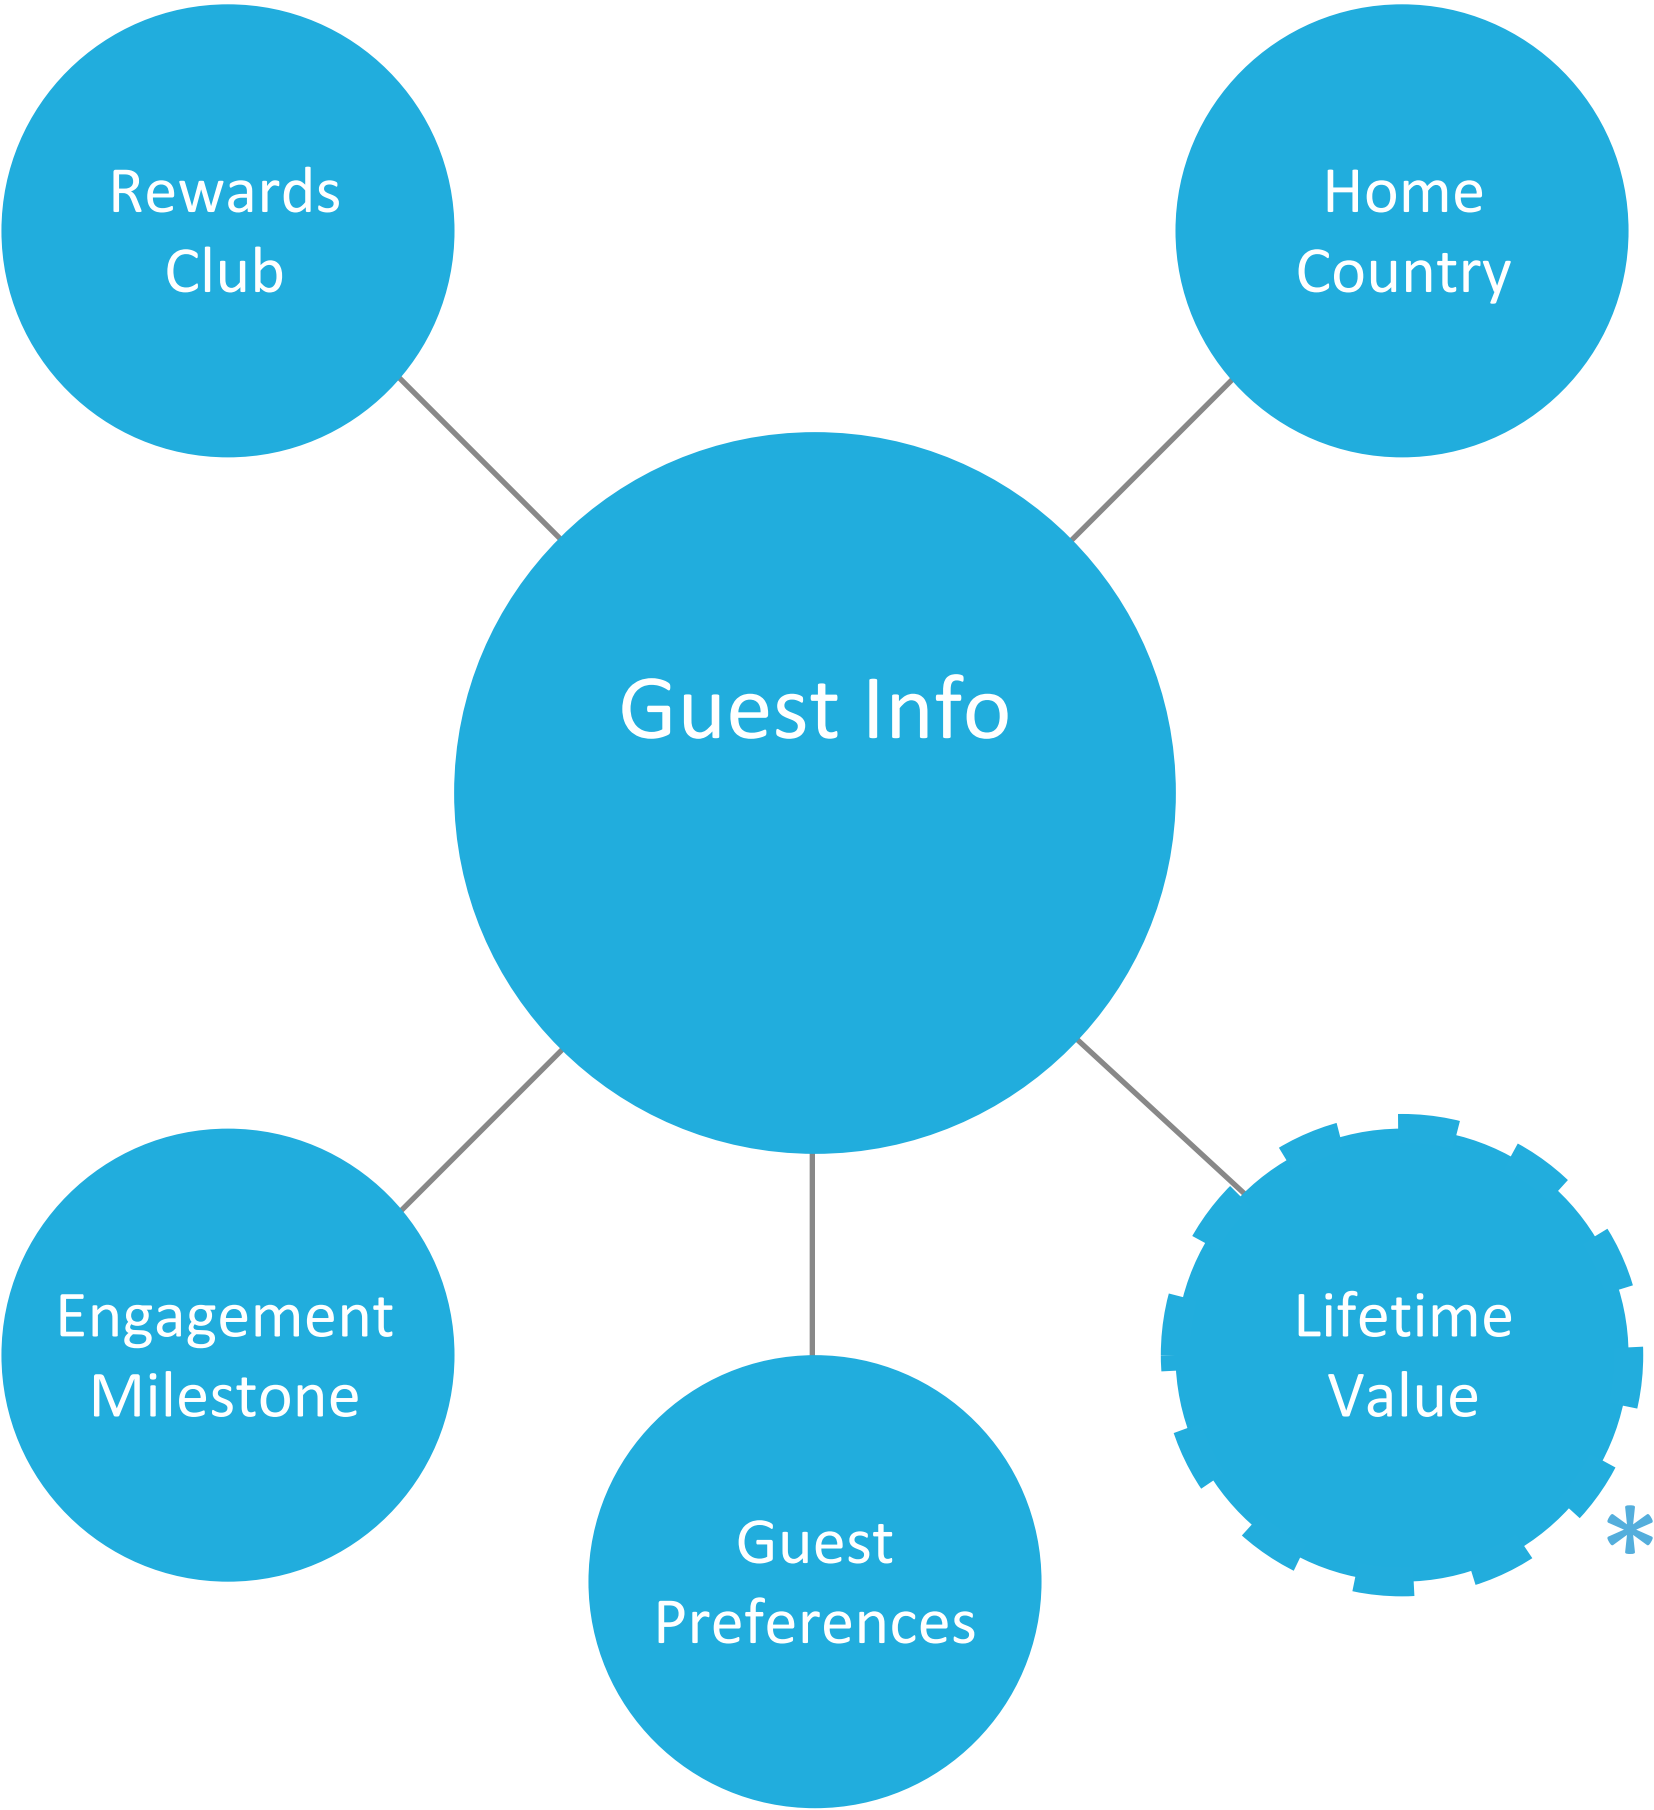 Rewards
Club
Home
Country
Guest Info
Engagement
Milestone
Lifetime
Value
*
Guest
Preferences